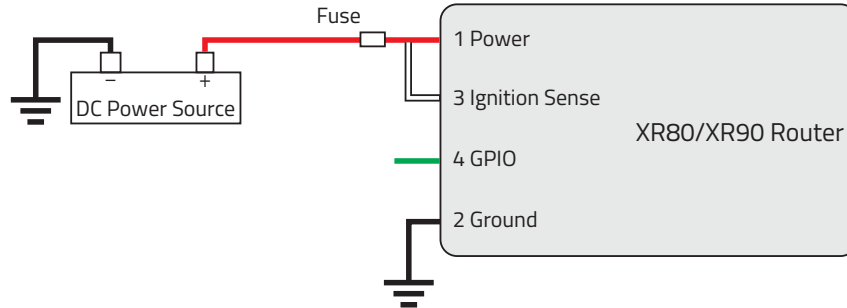 Fuse
1 Power
− +
DC Power Source
3 Ignition Sense
XR80/XR90 Router
4 GPIO
2 Ground